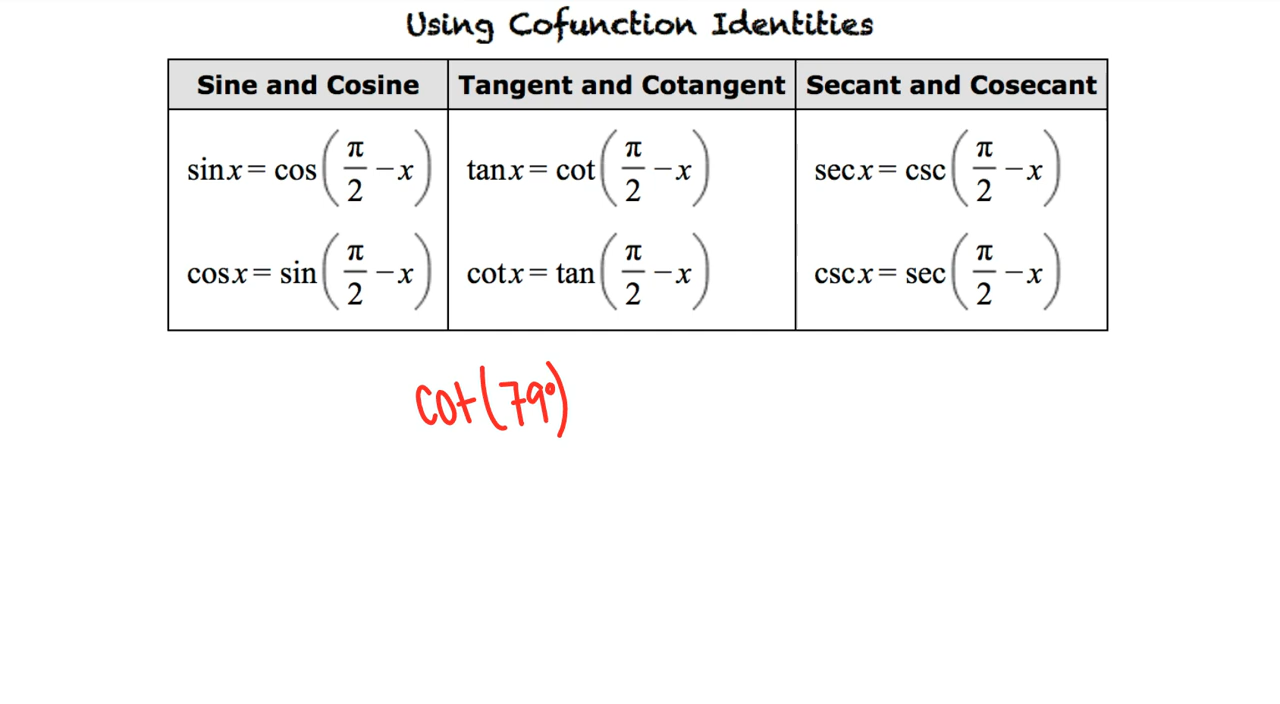 Using Cofunction Identities
Sine and Cosine Tangent and Cotangent Secant and Cosecant
sin x = cos(π/2 − x) tan x = cot(π/2 − x) sec x = csc(π/2 − x)
cos x = sin(π/2 − x) cot x = tan(π/2 − x) csc x = sec(π/2 − x)
cot(79°)